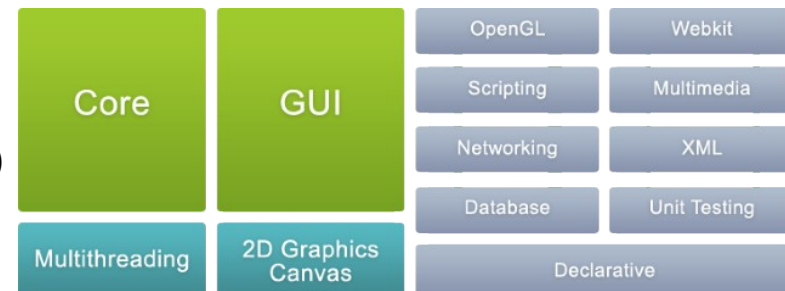 Core
GUI
OpenGL
Webkit
Scripting
Multimedia
Networking
XML
Database
Unit Testing
Multithreading
2D Graphics
Canvas
Declarative